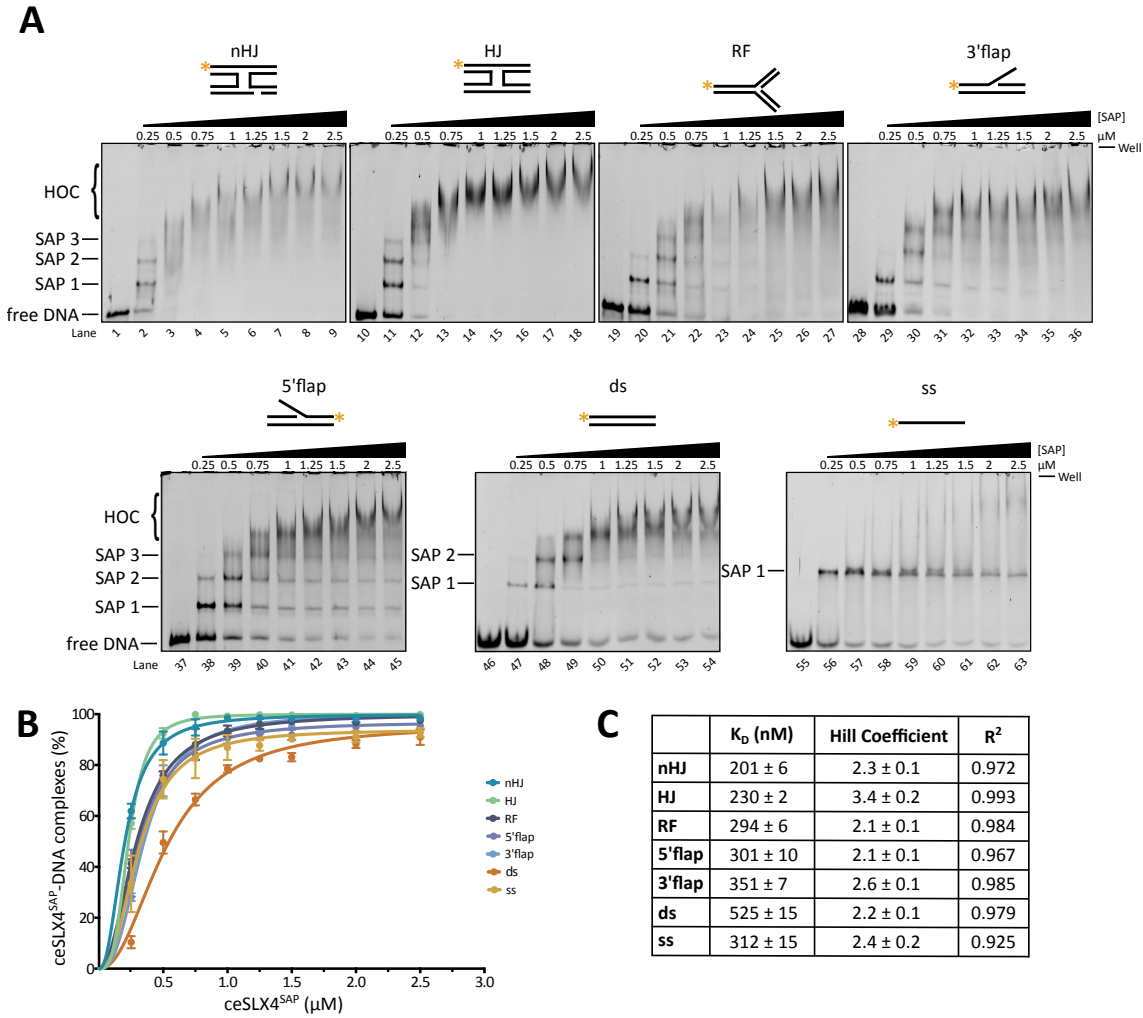 A
nHJ HJ RF 3'flap
* * * *
[SAP]
0.25 0.5 0.75 1 1.25 1.5 2 2.5 0.25 0.5 0.75 1 1.25 1.5 2 2.5 0.25 0.5 0.75 1 1.25 1.5 2 2.5 0.25 0.5 0.75 1 1.25 1.5 2 2.5 µM
Well
HOC
SAP 3
SAP 2
SAP 1
free DNA
Lane 1 2 3 4 5 6 7 8 9 10 11 12 13 14 15 16 17 18 19 20 21 22 23 24 25 26 27 28 29 30 31 32 33 34 35 36
5'flap ds ss
* * *
[SAP]
0.25 0.5 0.75 1 1.25 1.5 2 2.5 0.25 0.5 0.75 1 1.25 1.5 2 2.5 0.25 0.5 0.75 1 1.25 1.5 2 2.5 µM
Well
HOC
SAP 3 SAP 2
SAP 2 SAP 1 SAP 1
SAP 1
free DNA
Lane 37 38 39 40 41 42 43 44 45 46 47 48 49 50 51 52 53 54 55 56 57 58 59 60 61 62 63
B
ceSLX4SAP-DNA complexes (%)
100
80
60
40
20
0
0.5 1.0 1.5 2.0 2.5 3.0
ceSLX4SAP (µM)
nHJ
HJ
RF
5'flap
3'flap
ds
ss
C
KD (nM) Hill Coefficient R2
nHJ 201 ± 6 2.3 ± 0.1 0.972
HJ 230 ± 2 3.4 ± 0.2 0.993
RF 294 ± 6 2.1 ± 0.1 0.984
5'flap 301 ± 10 2.1 ± 0.1 0.967
3'flap 351 ± 7 2.6 ± 0.1 0.985
ds 525 ± 15 2.2 ± 0.1 0.979
ss 312 ± 15 2.4 ± 0.2 0.925